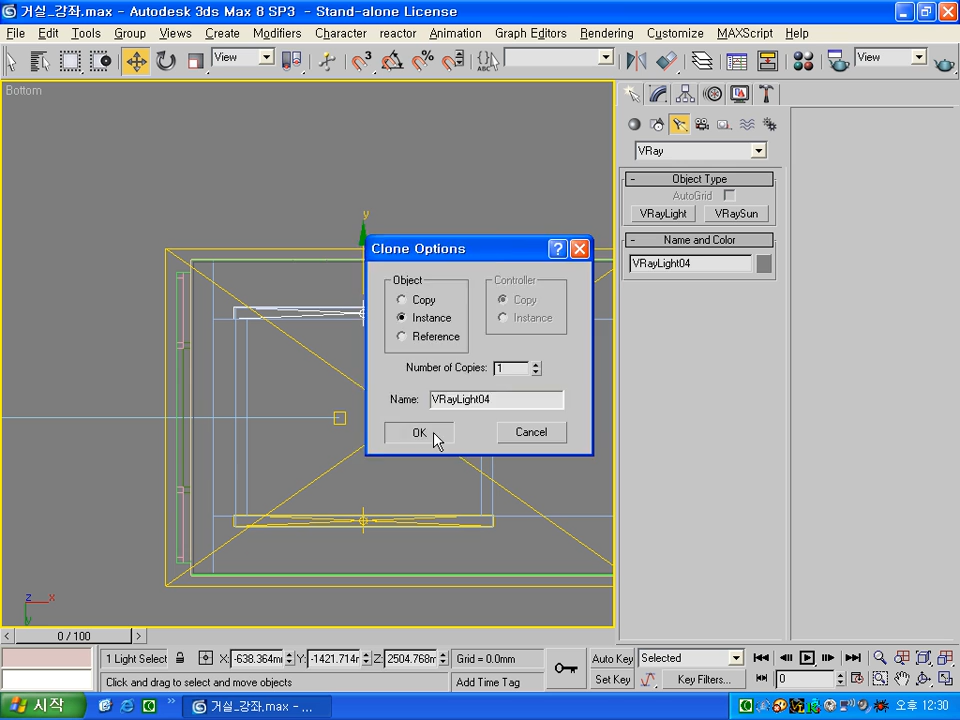 거실_강좌.max - Autodesk 3ds Max 8 SP3 - Stand-alone License
File Edit Tools Group Views Create Modifiers Character reactor Animation Graph Editors Rendering Customize MAXScript Help
View
View
Bottom
VRay
- Object Type
AutoGrid
VRayLight VRaySun
- Name and Color
VRayLight04
y
Clone Options
Object
Copy
Instance
Reference
Controller
Copy
Instance
Number of Copies: 1
Name: VRayLight04
OK Cancel
z x
y
0 / 100
1 Light Select X: -638.364m Y: -1421.714r Z: 2504.768m Grid = 0.0mm Auto Key Selected
Click and drag to select and move objects Add Time Tag Set Key Key Filters... 0
시작 거실_강좌.max - ... 오후 12:30